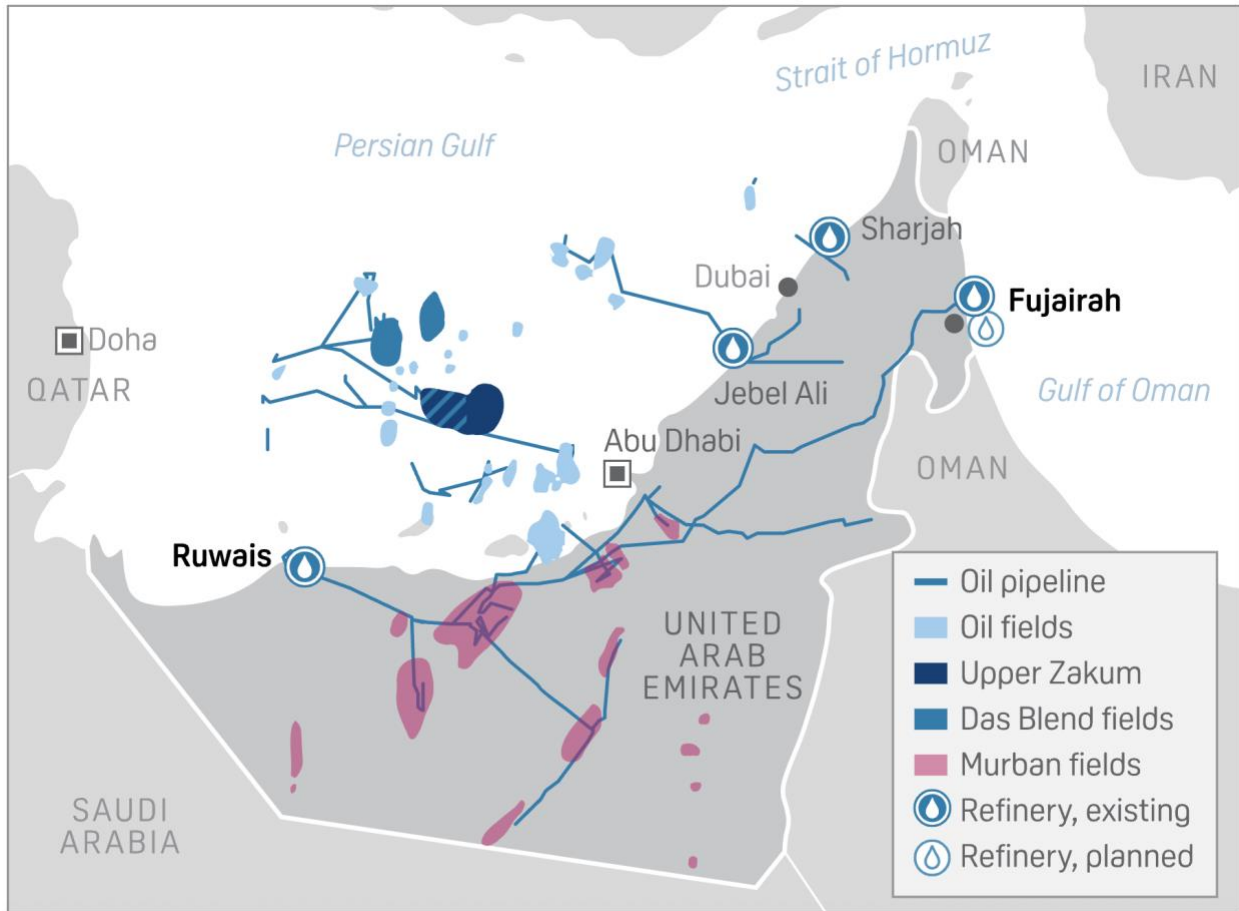 Strait of Hormuz
IRAN
Persian Gulf
OMAN
Sharjah
Dubai
Fujairah
Doha
QATAR
Jebel Ali
Gulf of Oman
Abu Dhabi
OMAN
Ruwais
UNITED
ARAB
EMIRATES
SAUDI
ARABIA
Oil pipeline
Oil fields
Upper Zakum
Das Blend fields
Murban fields
Refinery, existing
Refinery, planned